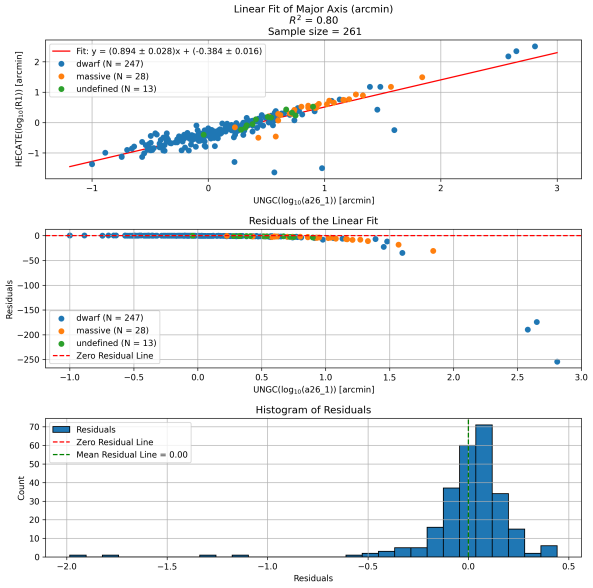 Linear Fit of Major Axis (arcmin)
R² = 0.80
Sample size = 261
Fit: y = (0.894 ± 0.028)x + (-0.384 ± 0.016)
dwarf (N = 247)
massive (N = 28)
undefined (N = 13)
HECATE(log₁₀(R1)) [arcmin]
2
1
0
−1
−1
0
1
2
3
UNGC(log₁₀(a26_1)) [arcmin]
Residuals of the Linear Fit
Residuals
0
−50
−100
−150
−200
−250
dwarf (N = 247)
massive (N = 28)
undefined (N = 13)
Zero Residual Line
−1.0
−0.5
0.0
0.5
1.0
1.5
2.0
2.5
3.0
UNGC(log₁₀(a26_1)) [arcmin]
Histogram of Residuals
Residuals
Zero Residual Line
Mean Residual Line = 0.00
Count
70
60
50
40
30
20
10
0
−2.0
−1.5
−1.0
−0.5
0.0
0.5
Residuals